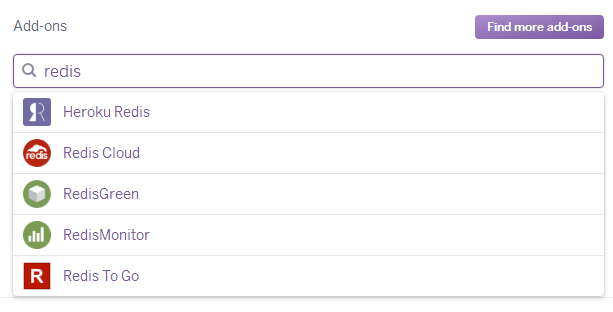 Add-ons
Find more add-ons
redis
Heroku Redis
redis
Redis Cloud
RedisGreen
RedisMonitor
R
Redis To Go